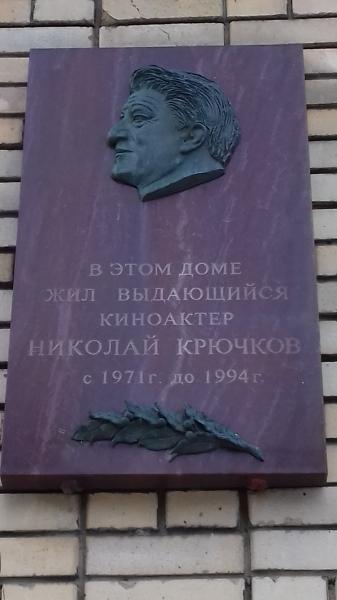 В ЭТОМ ДОМЕ
ЖИЛ ВЫДАЮЩИЙСЯ
КИНОАКТЕР
НИКОЛАЙ КРЮЧКОВ
с 1971г. до 1994г.